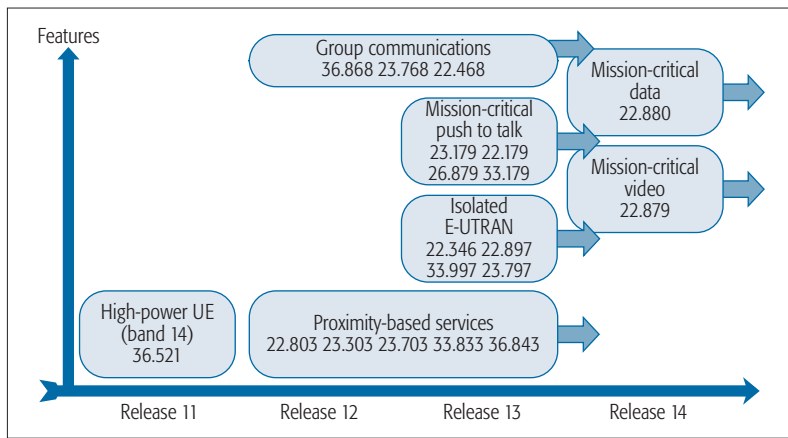 Features
Group communications
36.868 23.768 22.468
Mission-critical
data
22.880
Mission-critical
push to talk
23.179 22.179
26.879 33.179
Mission-critical
video
22.879
Isolated
E-UTRAN
22.346 22.897
33.997 23.797
High-power UE
(band 14)
36.521
Proximity-based services
22.803 23.303 23.703 33.833 36.843
Release 11
Release 12
Release 13
Release 14